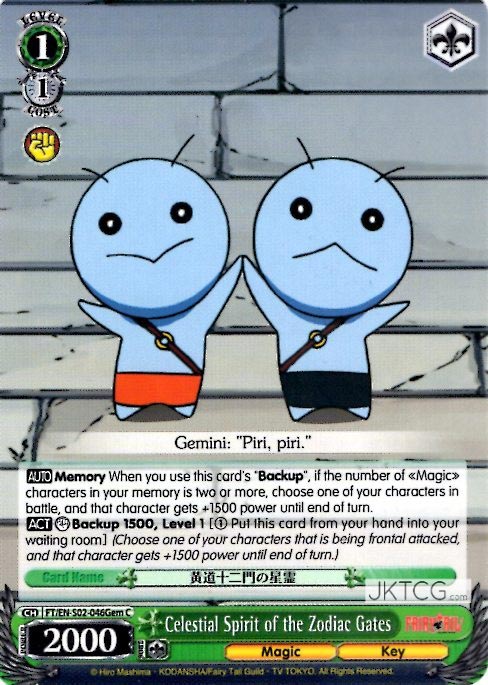 LEVEL
1
1
COST
Gemini: "Piri, piri."
AUTO Memory When you use this card's "Backup", if the number of «Magic»
characters in your memory is two or more, choose one of your characters in
battle, and that character gets +1500 power until end of turn.
ACT Backup 1500, Level 1 [① Put this card from your hand into your
waiting room] (Choose one of your characters that is being frontal attacked,
and that character gets +1500 power until end of turn.)
Card Name 黄道十二門の星霊
JKTCG.com
CH FT/EN-S02-046Gem C Celestial Spirit of the Zodiac Gates FAIRY TAIL
POWER 2000 SOUL Magic Key
© Hiro Mashima · KODANSHA/Fairy Tail Guild · TV TOKYO. All Rights Reserved.